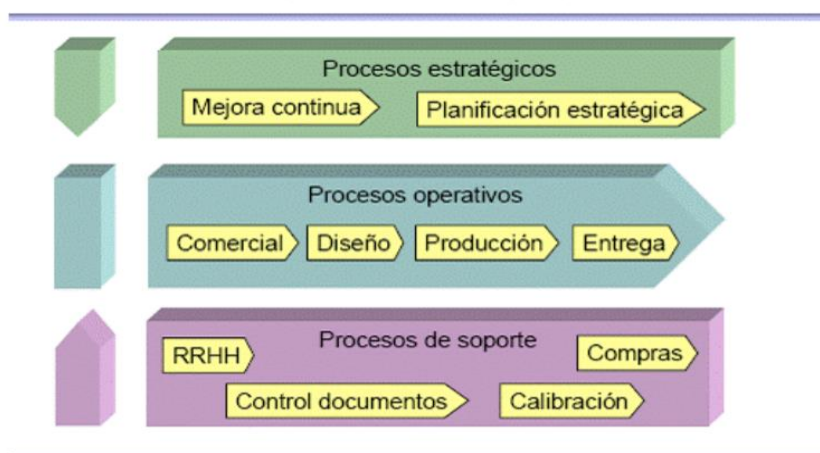 Procesos estratégicos
Mejora continua
Planificación estratégica
Procesos operativos
Comercial
Diseño
Producción
Entrega
Procesos de soporte
RRHH
Compras
Control documentos
Calibración